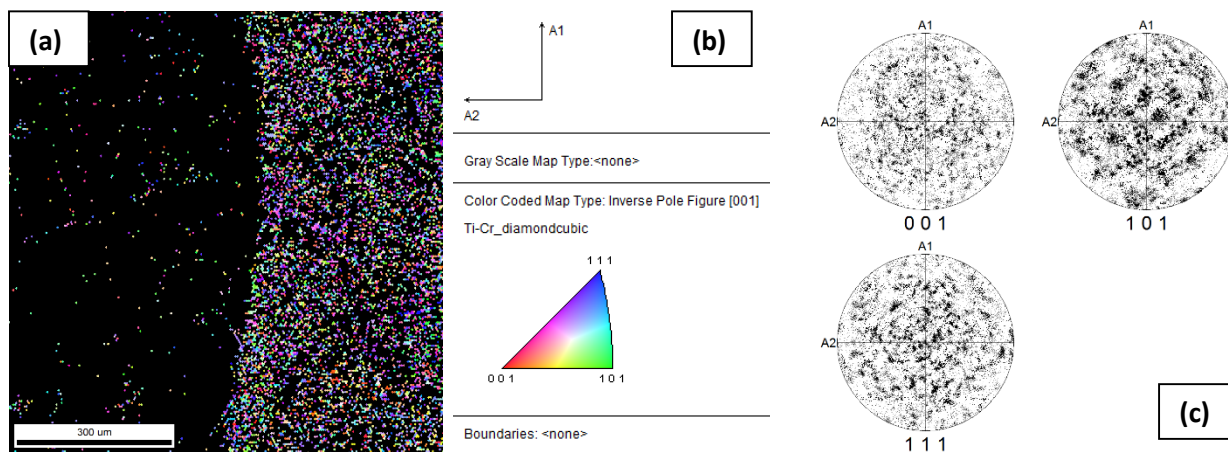 (a)
300 um
(b)
A1
A2
Gray Scale Map Type:<none>
Color Coded Map Type: Inverse Pole Figure [001]
Ti-Cr_diamondcubic
1 1 1
0 0 1
1 0 1
Boundaries: <none>
A1
A2
0 0 1
A1
A2
1 0 1
A1
A2
1 1 1
(c)